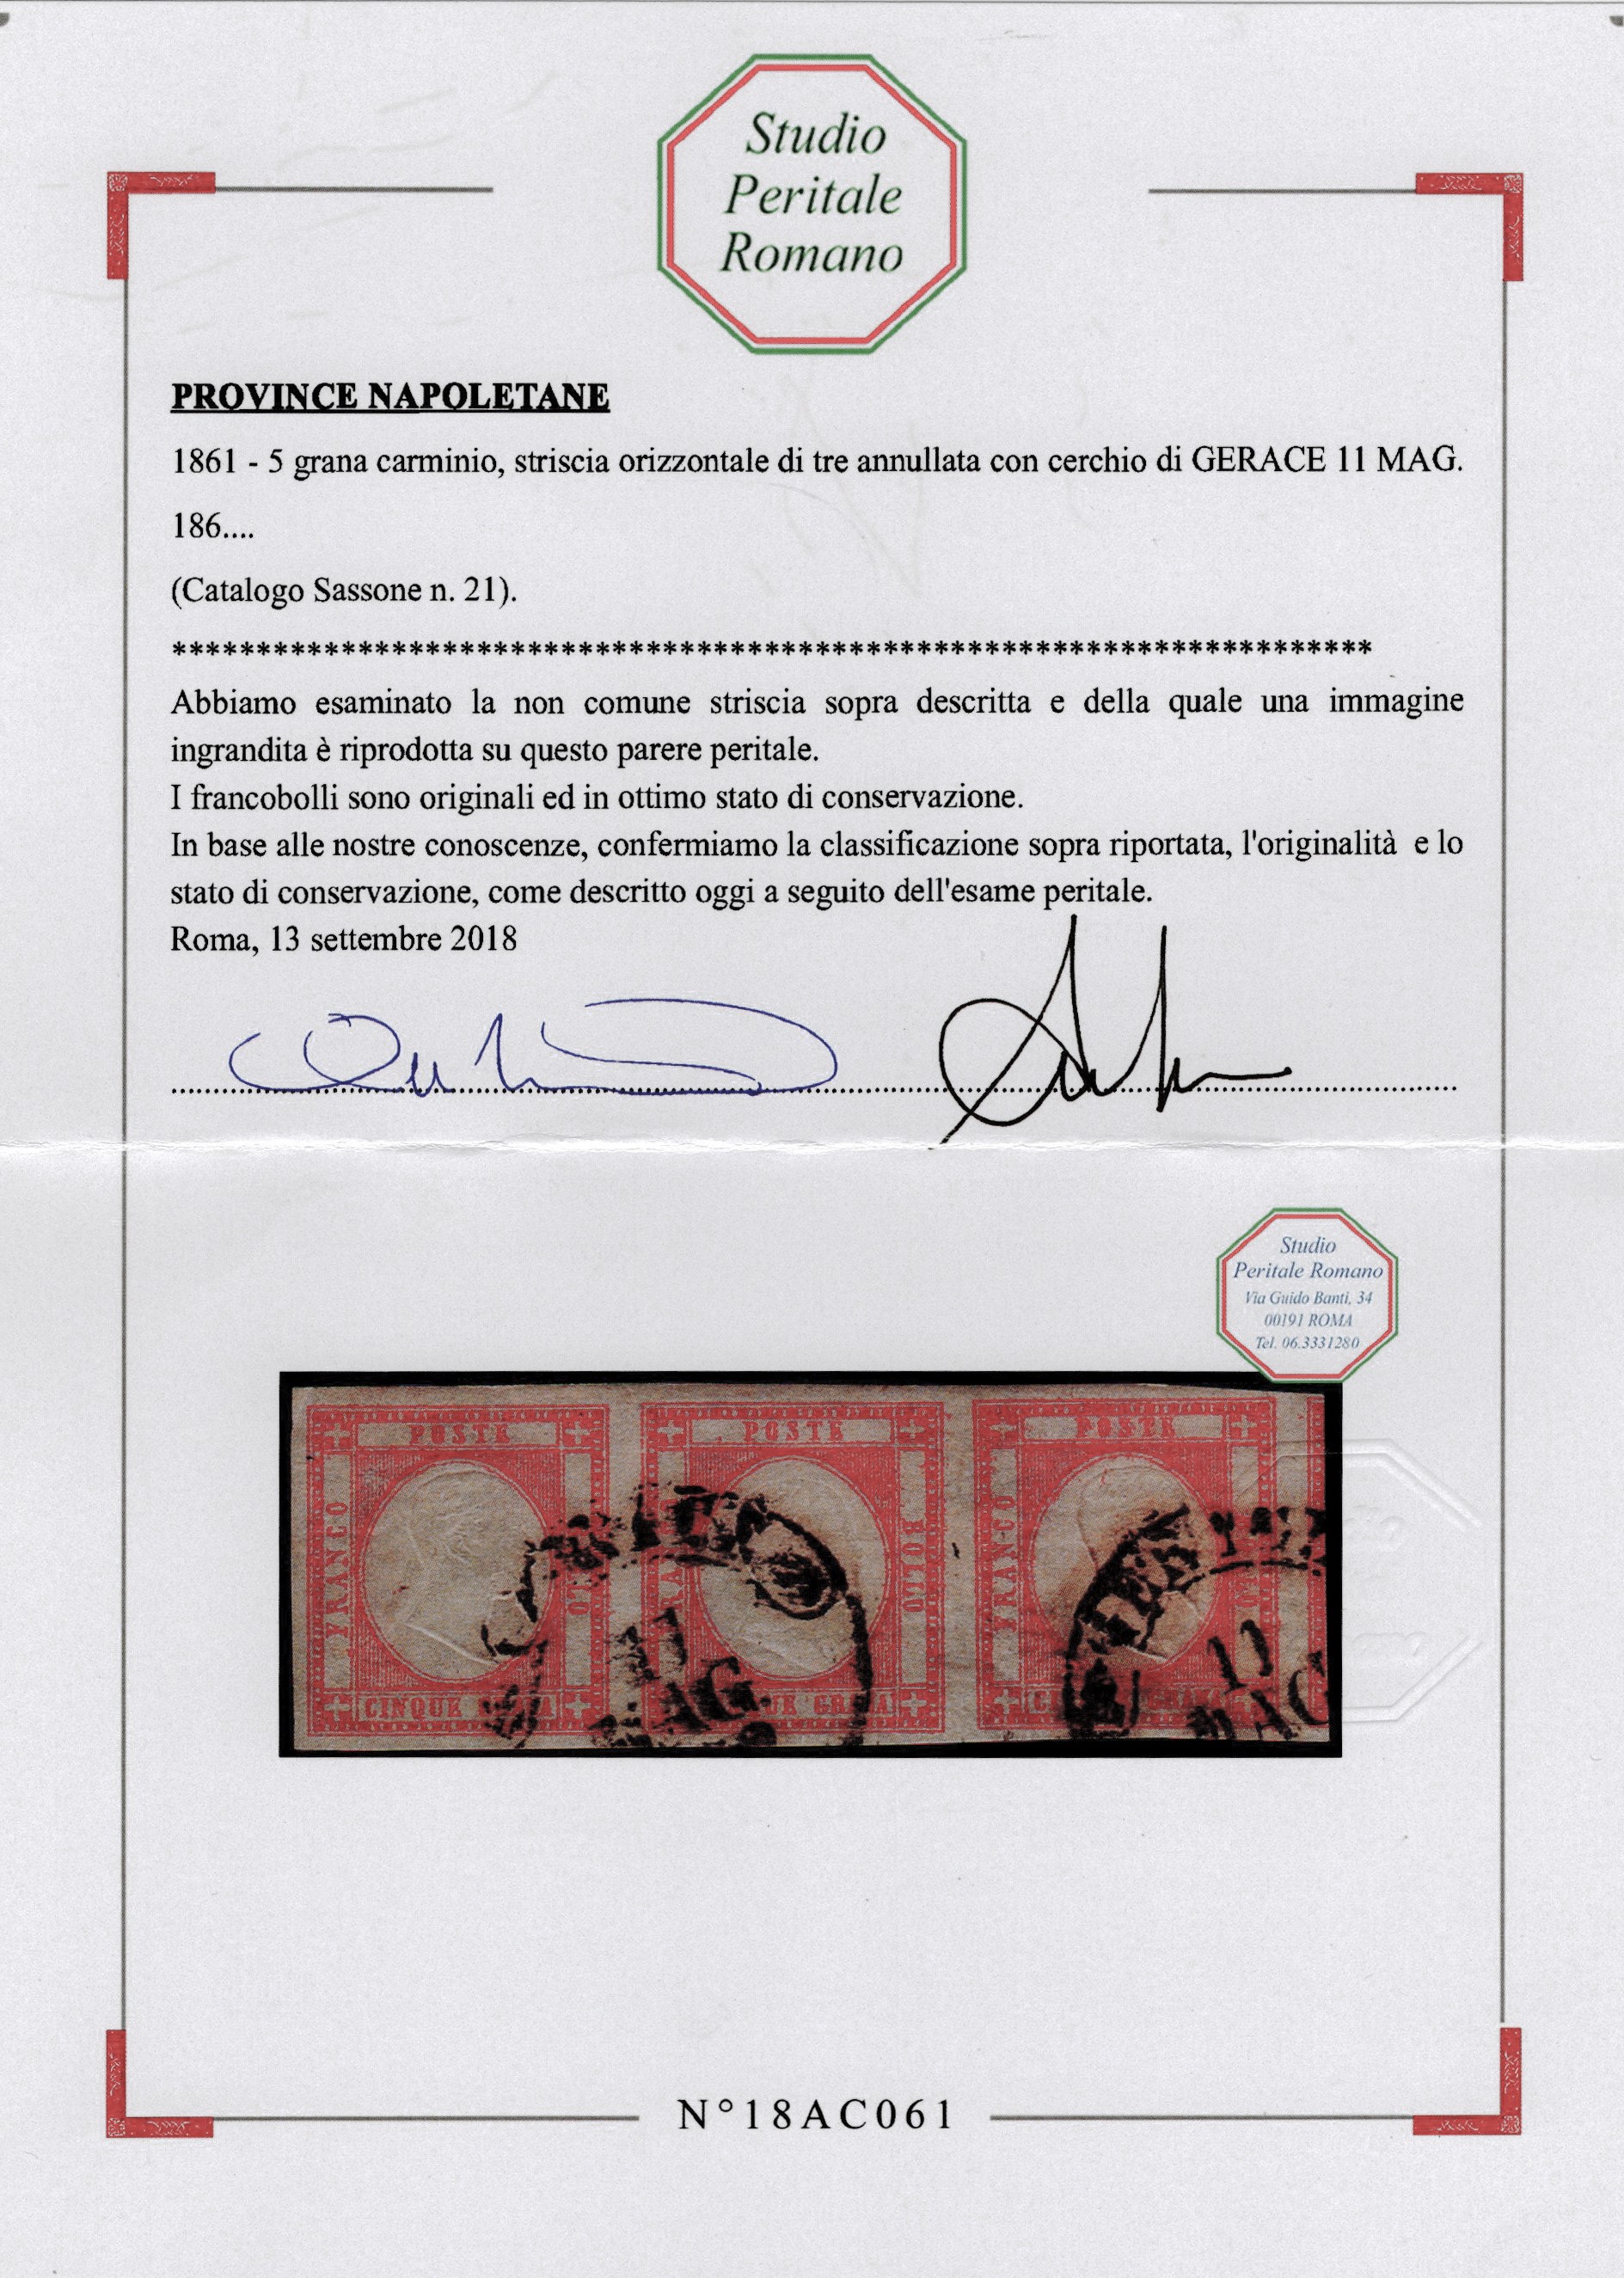 Studio
Peritale
Romano
PROVINCE NAPOLETANE
1861 - 5 grana carminio, striscia orizzontale di tre annullata con cerchio di GERACE 11 MAG.
186....
(Catalogo Sassone n. 21).
***********************************************************************
Abbiamo esaminato la non comune striscia sopra descritta e della quale una immagine
ingrandita è riprodotta su questo parere peritale.
I francobolli sono originali ed in ottimo stato di conservazione.
In base alle nostre conoscenze, confermiamo la classificazione sopra riportata, l'originalità e lo
stato di conservazione, come descritto oggi a seguito dell'esame peritale.
Roma, 13 settembre 2018
Studio
Peritale Romano
Via Guido Banti, 34
00191 ROMA
Tel. 06.3331280
POSTE POSTE POSTE
FRANCO
BOLLO
FRANCO
CINQUE
11
MAG.
11
MAG
N°18AC061